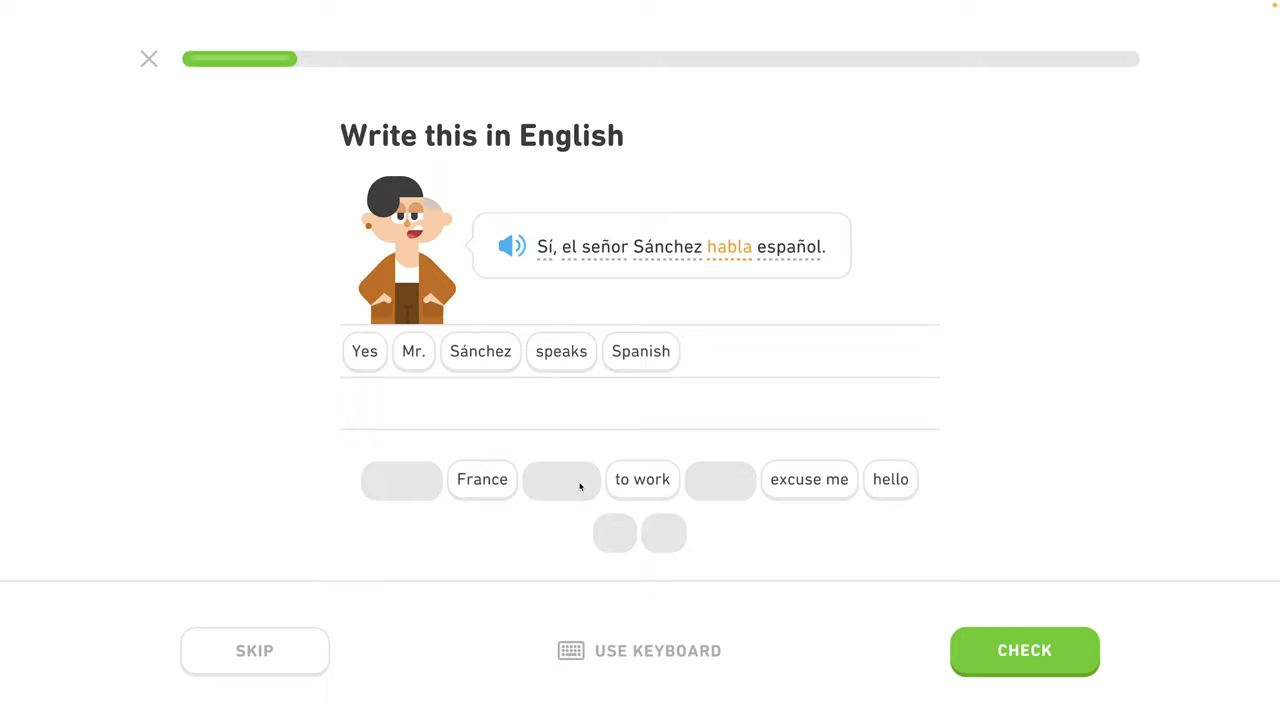 Write this in English
Sí, el señor Sánchez habla español.
Yes Mr. Sánchez speaks Spanish
France to work excuse me hello
SKIP USE KEYBOARD CHECK